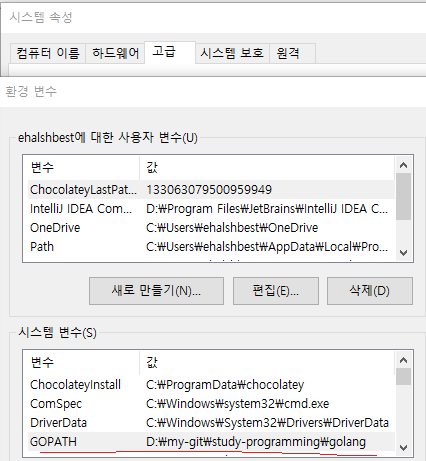 시스템 속성
컴퓨터 이름 하드웨어 고급 시스템 보호 원격
환경 변수
ehalshbest에 대한 사용자 변수(U)
변수 값
ChocolateyLastPat... 133063079500959949
IntelliJ IDEA Com... D:₩Program Files₩JetBrains₩IntelliJ IDEA C...
OneDrive C:₩Users₩ehalshbest₩OneDrive
Path C:₩Users₩ehalshbest₩AppData₩Local₩Pro...
새로 만들기(N)... 편집(E)... 삭제(D)
시스템 변수(S)
변수 값
ChocolateyInstall C:₩ProgramData₩chocolatey
ComSpec C:₩Windows₩system32₩cmd.exe
DriverData C:₩Windows₩System32₩Drivers₩DriverData
GOPATH D:₩my-git₩study-programming₩golang